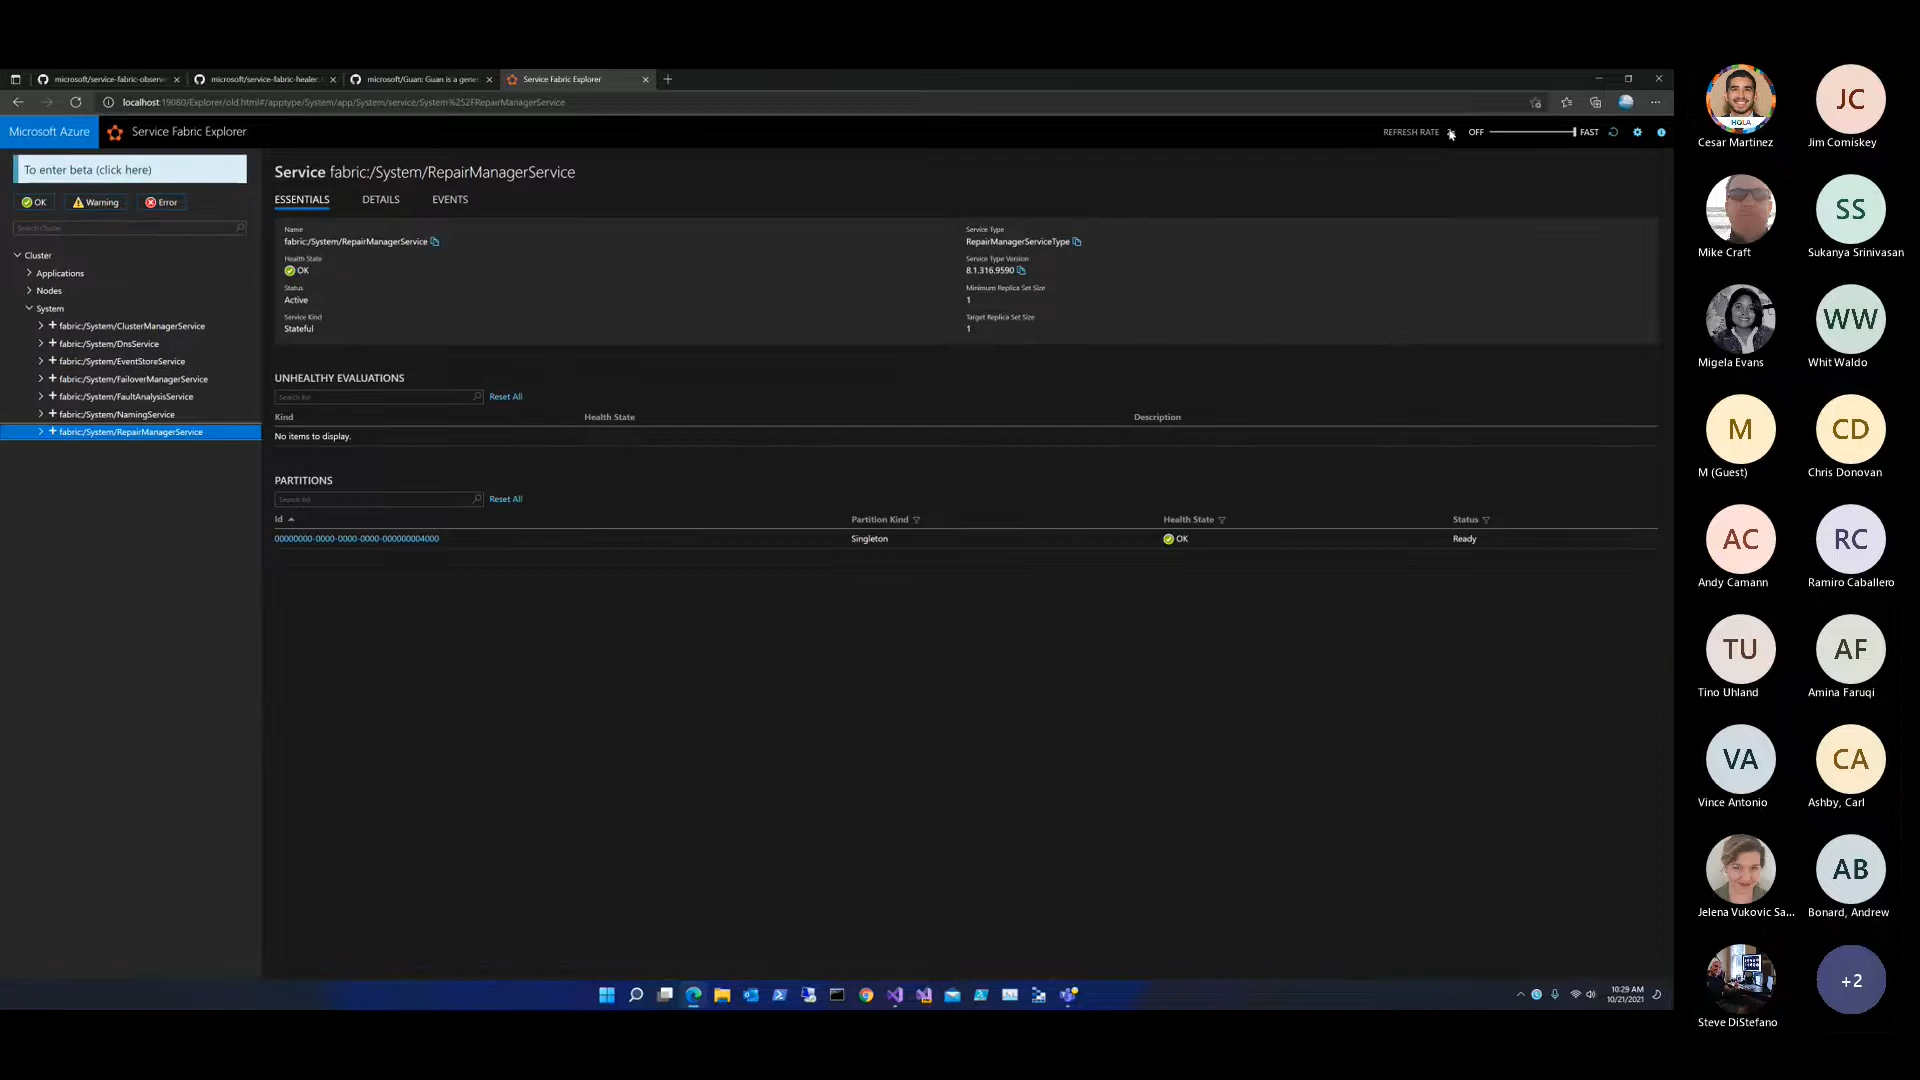 microsoft/service-fabric-observe
microsoft/service-fabric-healer:
microsoft/Guan: Guan is a gene
Service Fabric Explorer
localhost:19080/Explorer/old.html#/apptype/System/app/System/service/System%252FRepairManagerService
Microsoft Azure
Service Fabric Explorer
REFRESH RATE
OFF
FAST
To enter beta (click here)
OK
Warning
Error
Search Cluster
Cluster
Applications
Nodes
System
fabric:/System/ClusterManagerService
fabric:/System/DnsService
fabric:/System/EventStoreService
fabric:/System/FailoverManagerService
fabric:/System/FaultAnalysisService
fabric:/System/NamingService
fabric:/System/RepairManagerService
Service fabric:/System/RepairManagerService
ESSENTIALS DETAILS EVENTS
Name
fabric:/System/RepairManagerService
Health State
OK
Status
Active
Service Kind
Stateful
Service Type
RepairManagerServiceType
Service Type Version
8.1.316.9590
Minimum Replica Set Size
1
Target Replica Set Size
1
UNHEALTHY EVALUATIONS
Search list
Reset All
Kind Health State Description
No items to display.
PARTITIONS
Search list
Reset All
Id Partition Kind Health State Status
00000000-0000-0000-0000-000000004000 Singleton OK Ready
10:29 AM
10/21/2021
HOLA
Cesar Martinez
JC
Jim Comiskey
Mike Craft
SS
Sukanya Srinivasan
Migela Evans
WW
Whit Waldo
M
M (Guest)
CD
Chris Donovan
AC
Andy Camann
RC
Ramiro Caballero
TU
Tino Uhland
AF
Amina Faruqi
VA
Vince Antonio
CA
Ashby, Carl
Jelena Vukovic Sa...
AB
Bonard, Andrew
Steve DiStefano
+2